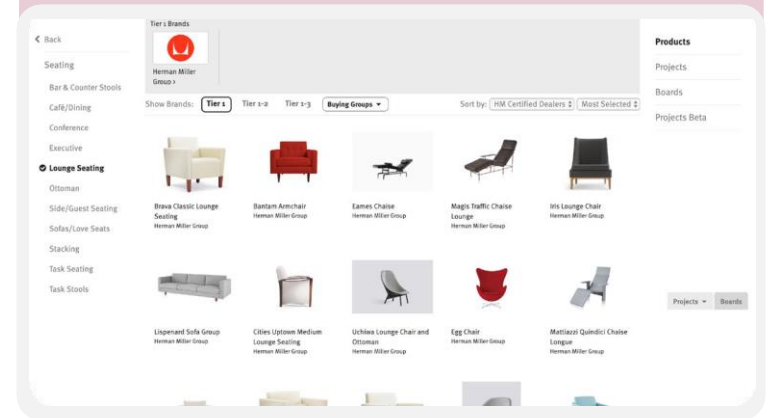 Tier 1 Brands
Back
Products
Seating
Herman Miller
Group >
Projects
Bar & Counter Stools
Boards
Café/Dining
Show Brands: Tier 1 Tier 1-2 Tier 1-3 Buying Groups Sort by: HM Certified Dealers Most Selected
Projects Beta
Conference
Executive
Lounge Seating
Ottoman
Side/Guest Seating
Sofas/Love Seats
Stacking
Task Seating
Task Stools
Brava Classic Lounge
Seating
Herman Miller Group
Bantam Armchair
Herman Miller Group
Eames Chaise
Herman Miller Group
Magis Traffic Chaise
Lounge
Herman Miller Group
Iris Lounge Chair
Herman Miller Group
Projects Boards
Lispenard Sofa Group
Herman Miller Group
Cities Uptown Medium
Lounge Seating
Herman Miller Group
Uchiwa Lounge Chair and
Ottoman
Herman Miller Group
Egg Chair
Herman Miller Group
Mattiazzi Quindici Chaise
Longue
Herman Miller Group